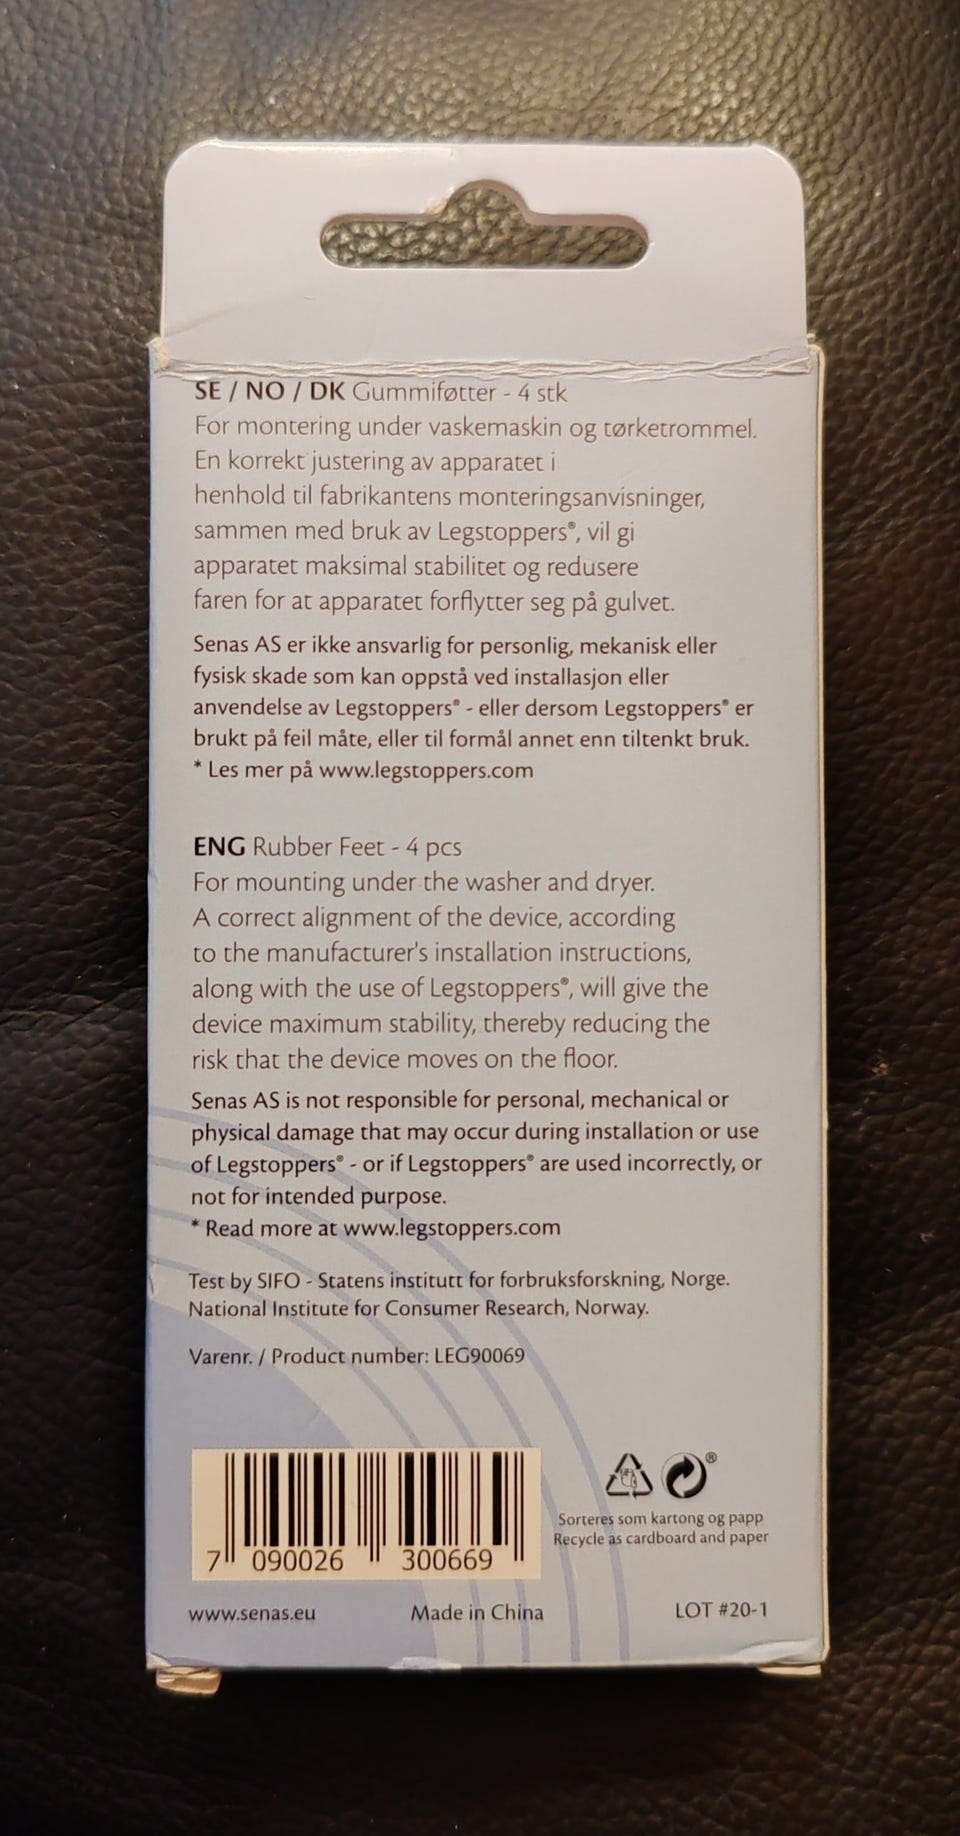 SE / NO / DK Gummiføtter - 4 stk
For montering under vaskemaskin og tørketrommel.
En korrekt justering av apparatet i
henhold til fabrikantens monteringsanvisninger,
sammen med bruk av Legstoppers®, vil gi
apparatet maksimal stabilitet og redusere
faren for at apparatet forflytter seg på gulvet.
Senas AS er ikke ansvarlig for personlig, mekanisk eller
fysisk skade som kan oppstå ved installasjon eller
anvendelse av Legstoppers® - eller dersom Legstoppers® er
brukt på feil måte, eller til formål annet enn tiltenkt bruk.
* Les mer på www.legstoppers.com
ENG Rubber Feet - 4 pcs
For mounting under the washer and dryer.
A correct alignment of the device, according
to the manufacturer's installation instructions,
along with the use of Legstoppers®, will give the
device maximum stability, thereby reducing the
risk that the device moves on the floor.
Senas AS is not responsible for personal, mechanical or
physical damage that may occur during installation or use
of Legstoppers® - or if Legstoppers® are used incorrectly, or
not for intended purpose.
* Read more at www.legstoppers.com
Test by SIFO - Statens institutt for forbruksforskning, Norge.
National Institute for Consumer Research, Norway.
Varenr. / Product number: LEG90069
®
Sorteres som kartong og papp
Recycle as cardboard and paper
7 090026 300669
www.senas.eu Made in China LOT #20-1